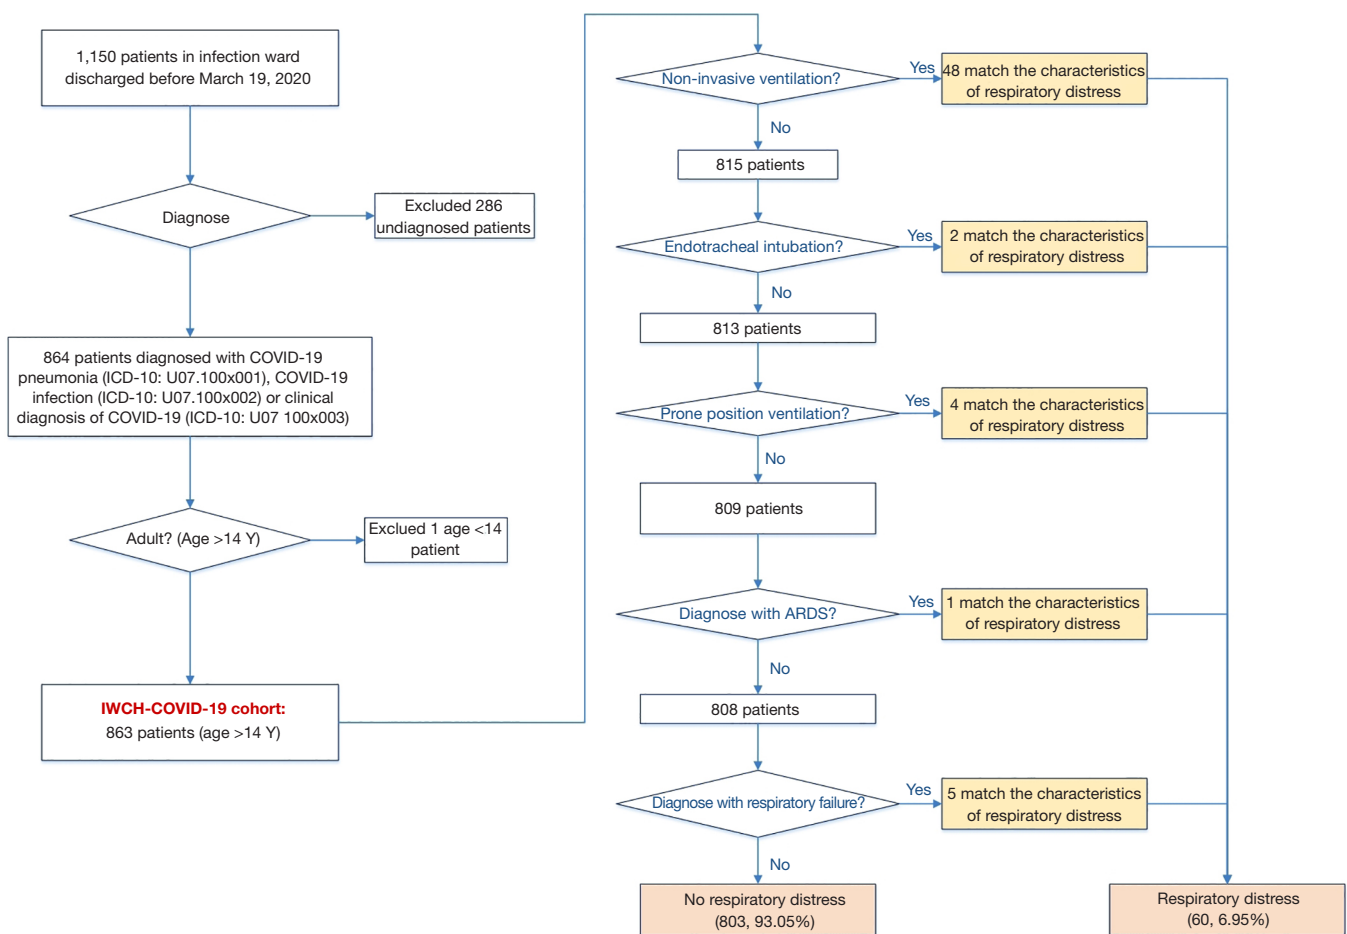 1,150 patients in infection ward
discharged before March 19, 2020
Diagnose
Excluded 286
undiagnosed patients
864 patients diagnosed with COVID-19
pneumonia (ICD-10: U07.100x001), COVID-19
infection (ICD-10: U07.100x002) or clinical
diagnosis of COVID-19 (ICD-10: U07 100x003)
Adult? (Age >14 Y)
Exclued 1 age <14
patient
IWCH-COVID-19 cohort:
863 patients (age >14 Y)
Non-invasive ventilation?
Yes
48 match the characteristics
of respiratory distress
No
815 patients
Endotracheal intubation?
Yes
2 match the characteristics
of respiratory distress
No
813 patients
Prone position ventilation?
Yes
4 match the characteristics
of respiratory distress
No
809 patients
Diagnose with ARDS?
Yes
1 match the characteristics
of respiratory distress
No
808 patients
Diagnose with respiratory failure?
Yes
5 match the characteristics
of respiratory distress
No
No respiratory distress
(803, 93.05%)
Respiratory distress
(60, 6.95%)